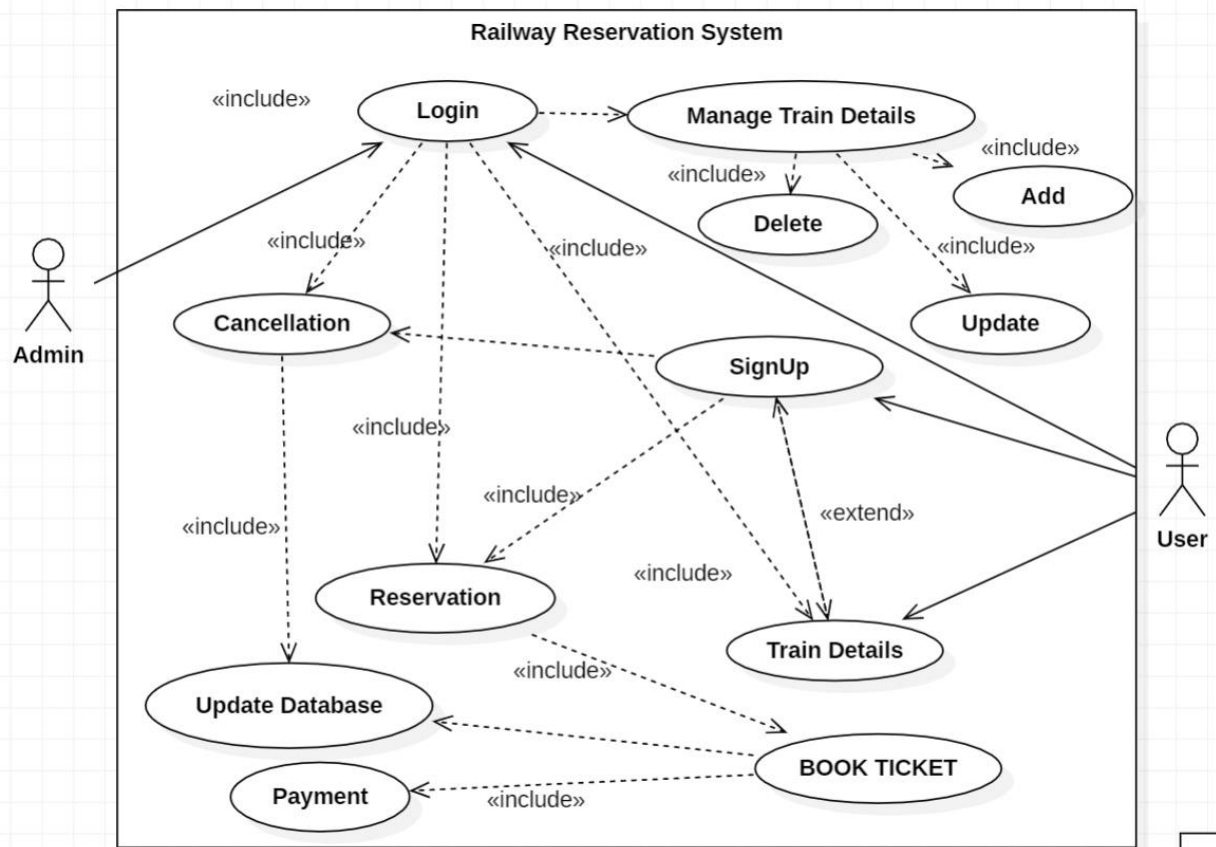 Railway Reservation System
«include»
Login
Manage Train Details
«include»
«include»
Add
Delete
«include»
«include»
«include»
Admin
Cancellation
Update
SignUp
«include»
«include»
«extend»
«include»
User
«include»
Reservation
Train Details
«include»
Update Database
BOOK TICKET
Payment
«include»